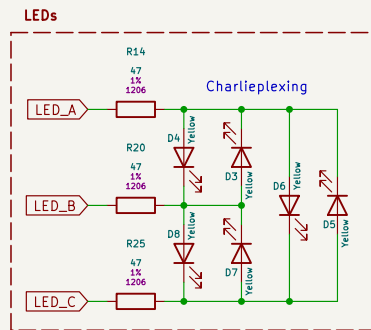 LEDs
R14
47
1%
1206
Charlieplexing
LED_A
D4
Yellow
Yellow
D3
R20
47
1%
1206
D6
Yellow
D5
Yellow
LED_B
R25
47
1%
1206
D8
Yellow
D7
Yellow
LED_C